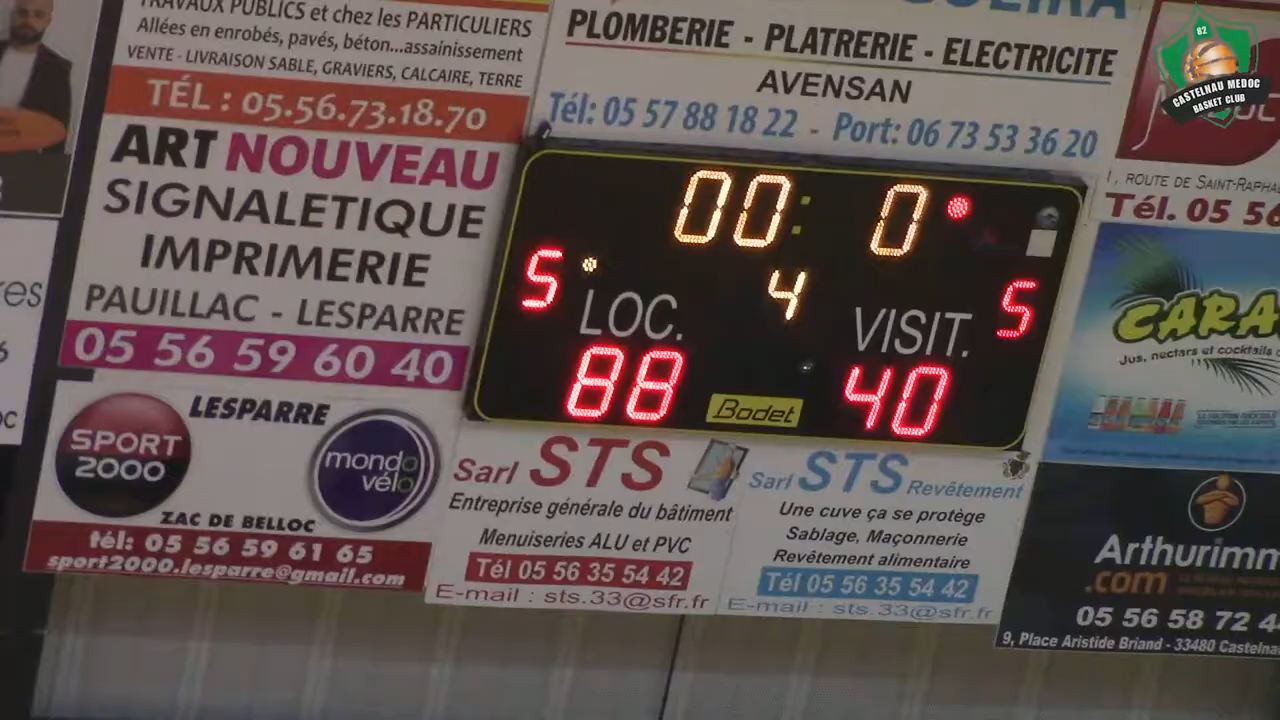 TRAVAUX PUBLICS et chez les PARTICULIERS
Allées en enrobés, pavés, béton...assainissement
VENTE - LIVRAISON SABLE, GRAVIERS, CALCAIRE, TERRE
TÉL : 05.56.73.18.70
ART NOUVEAU
SIGNALETIQUE
IMPRIMERIE
PAUILLAC - LESPARRE
05 56 59 60 40
LESPARRE
SPORT
2000
mondo
vélo
ZAC DE BELLOC
tél: 05 56 59 61 65
sport2000.lesparre@gmail.com
PLOMBERIE - PLATRERIE - ELECTRICITE
AVENSAN
Tél: 05 57 88 18 22 - Port: 06 73 53 36 20
00: 0
5 4 5
LOC. VISIT.
88 40
Bodet
Sarl STS
Entreprise générale du bâtiment
Menuiseries ALU et PVC
Tél 05 56 35 54 42
E-mail : sts.33@sfr.fr
Sarl STS Revêtement
Une cuve ça se protège
Sablage, Maçonnerie
Revêtement alimentaire
Tél 05 56 35 54 42
E-mail : sts.33@sfr.fr
82
CASTELNAU MEDOC
BASKET CLUB
, ROUTE DE SAINT-RAPHA
Tél. 05 56
CARA
Jus, nectars et cocktails
Arthurimm
.com
05 56 58 72 4
9, Place Aristide Briand - 33480 Casteln